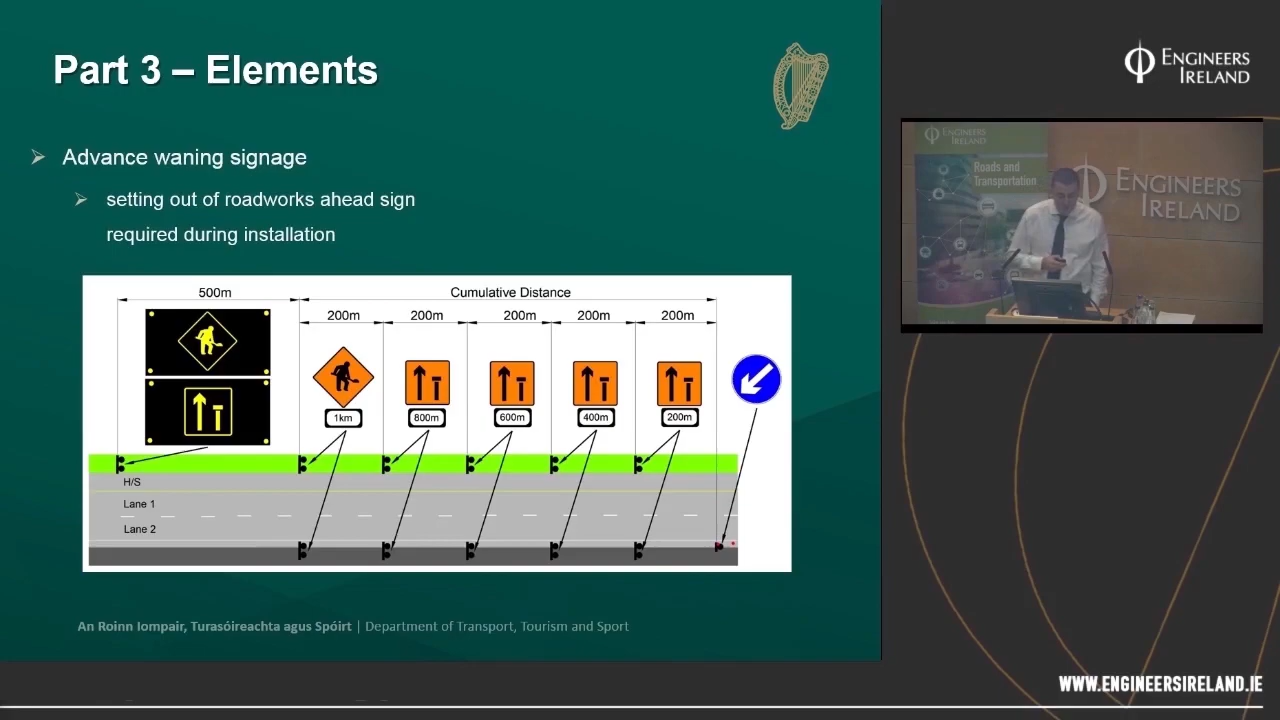 Part 3 – Elements
Advance waning signage
setting out of roadworks ahead sign
required during installation
500m
Cumulative Distance
200m 200m 200m 200m 200m
1km 800m 600m 400m 200m
H/S
Lane 1
Lane 2
An Roinn Iompair, Turasóireachta agus Spóirt | Department of Transport, Tourism and Sport
ENGINEERS
IRELAND
ENGINEERS
IRELAND
Roads and
Transportation
ENGINEERS
IRELAND
WWW.ENGINEERSIRELAND.IE